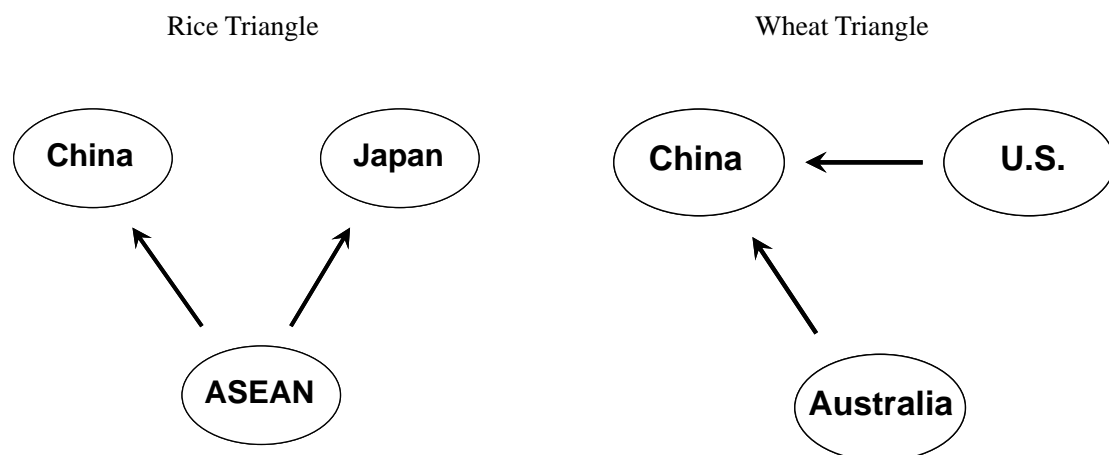 Rice Triangle
Wheat Triangle
China
Japan
China
U.S.
ASEAN
Australia